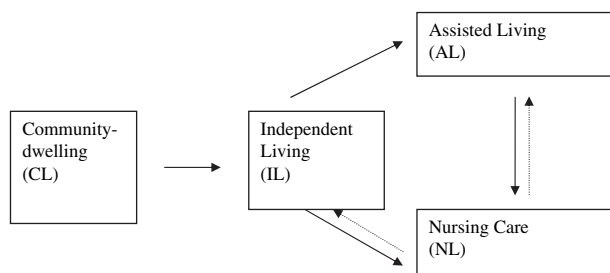 Assisted Living
(AL)
Community-
dwelling
(CL)
Independent
Living
(IL)
Nursing Care
(NL)